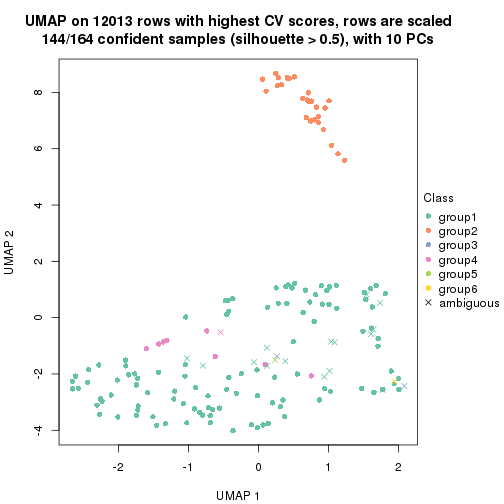 UMAP on 12013 rows with highest CV scores, rows are scaled
144/164 confident samples (silhouette > 0.5), with 10 PCs
8
6
4
2
0
-2
-4
UMAP 2
-2
-1
0
1
2
UMAP 1
Class
group1
group2
group3
group4
group5
group6
ambiguous